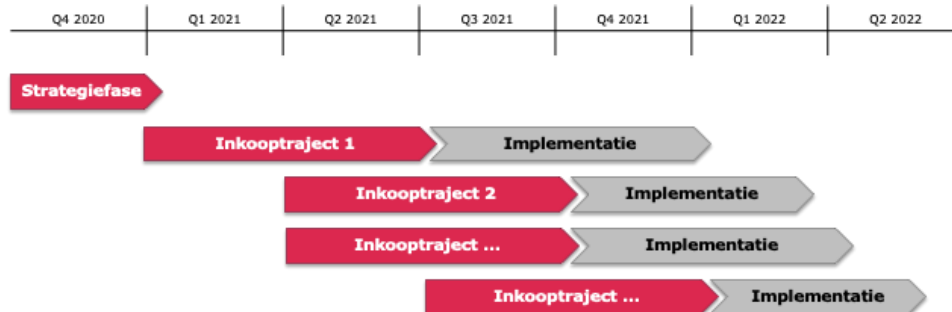 Q4 2020 Q1 2021 Q2 2021 Q3 2021 Q4 2021 Q1 2022 Q2 2022
Strategiefase
Inkooptraject 1 Implementatie
Inkooptraject 2 Implementatie
Inkooptraject ... Implementatie
Inkooptraject ... Implementatie